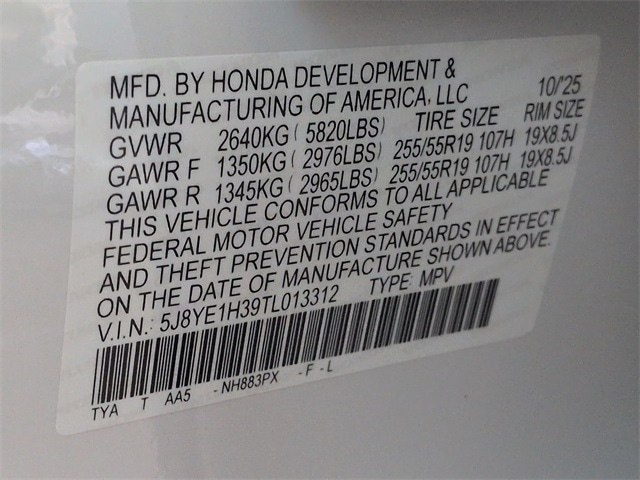 MFD. BY HONDA DEVELOPMENT & 10/'25
MANUFACTURING OF AMERICA, LLC
GVWR 2640KG ( 5820LBS) TIRE SIZE RIM SIZE
GAWR F 1350KG ( 2976LBS) 255/55R19 107H 19X8.5J
GAWR R 1345KG ( 2965LBS) 255/55R19 107H 19X8.5J
THIS VEHICLE CONFORMS TO ALL APPLICABLE
FEDERAL MOTOR VEHICLE SAFETY
AND THEFT PREVENTION STANDARDS IN EFFECT
ON THE DATE OF MANUFACTURE SHOWN ABOVE.
V.I.N.: 5J8YE1H39TL013312 TYPE: MPV
TYA T AA5 -NH883PX -F -L